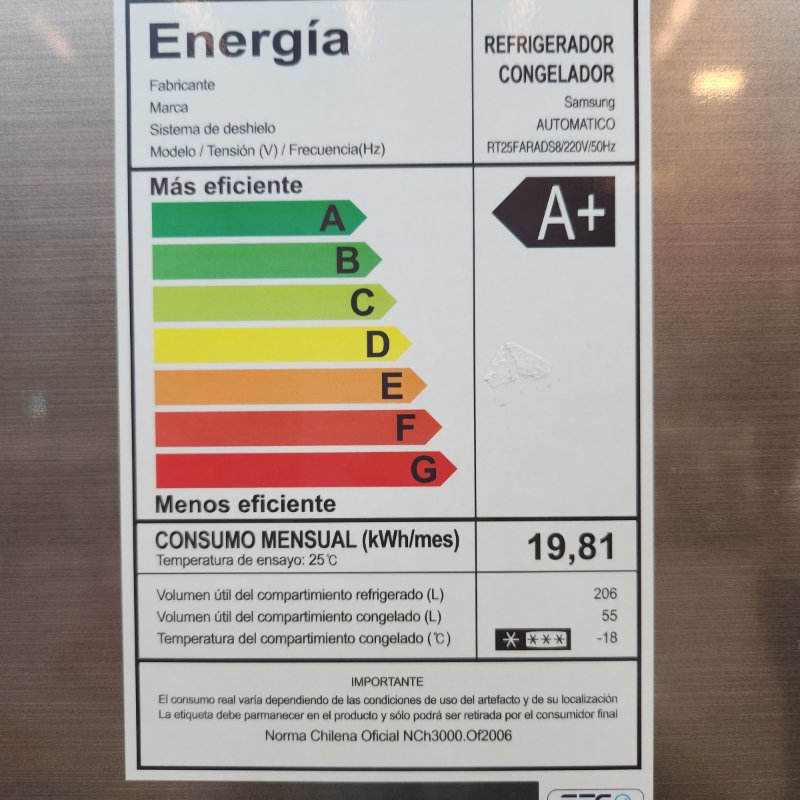 Energía
REFRIGERADOR
CONGELADOR
Fabricante
Marca
Samsung
Sistema de deshielo
AUTOMATICO
Modelo / Tensión (V) / Frecuencia(Hz)
RT25FARADS8/220V/50Hz
Más eficiente
A
A+
B
C
D
E
F
G
Menos eficiente
CONSUMO MENSUAL (kWh/mes)
19,81
Temperatura de ensayo: 25℃
Volumen útil del compartimiento refrigerado (L)
206
Volumen útil del compartimiento congelado (L)
55
Temperatura del compartimiento congelado (℃)
-18
IMPORTANTE
El consumo real varía dependiendo de las condiciones de uso del artefacto y de su localización
La etiqueta debe parmanecer en el producto y sólo podrá ser retirada por el consumidor final
Norma Chilena Oficial NCh3000.Of2006